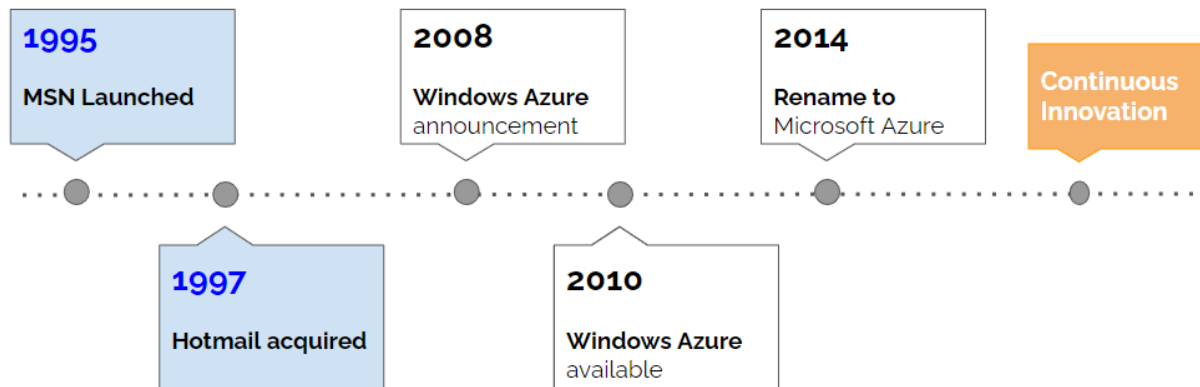 1995
MSN Launched
1997
Hotmail acquired
2008
Windows Azure
announcement
2010
Windows Azure
available
2014
Rename to
Microsoft Azure
Continuous
Innovation